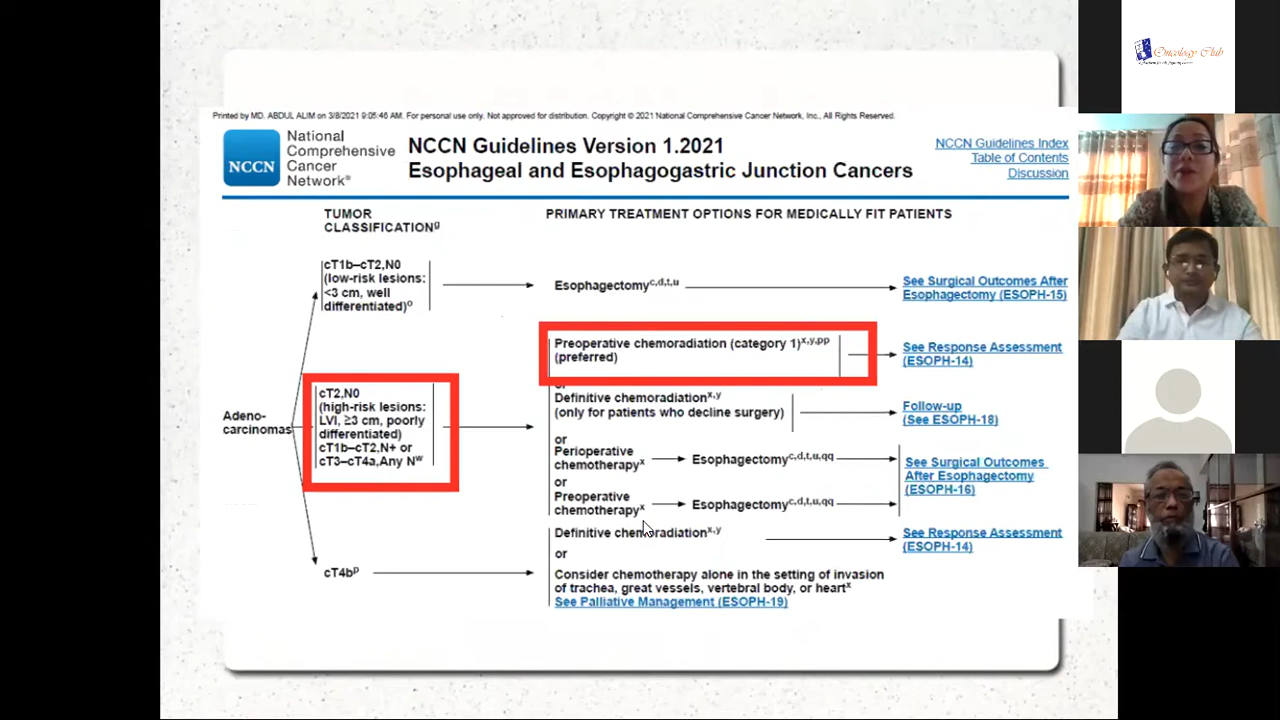 Printed by MD. ABDUL ALIM on 3/8/2021 9:05:46 AM. For personal use only. Not approved for distribution. Copyright © 2021 National Comprehensive Cancer Network, Inc., All Rights Reserved.
NCCN
National
Comprehensive
Cancer
Network®
NCCN Guidelines Version 1.2021
Esophageal and Esophagogastric Junction Cancers
NCCN Guidelines Index
Table of Contents
Discussion
TUMOR
CLASSIFICATIONg
PRIMARY TREATMENT OPTIONS FOR MEDICALLY FIT PATIENTS
Adeno-
carcinomas
cT1b–cT2,N0
(low-risk lesions:
<3 cm, well
differentiated)o
Esophagectomyc,d,t,u
See Surgical Outcomes After
Esophagectomy (ESOPH-15)
cT2,N0
(high-risk lesions:
LVI, ≥3 cm, poorly
differentiated)
cT1b–cT2,N+ or
cT3–cT4a,Any Nw
Preoperative chemoradiation (category 1)x,y,pp
(preferred)
See Response Assessment
(ESOPH-14)
or
Definitive chemoradiationx,y
(only for patients who decline surgery)
Follow-up
(See ESOPH-18)
or
Perioperative
chemotherapyx
Esophagectomyc,d,t,u,qq
or
Preoperative
chemotherapyx
Esophagectomyc,d,t,u,qq
See Surgical Outcomes
After Esophagectomy
(ESOPH-16)
cT4bp
Definitive chemoradiationx,y
See Response Assessment
(ESOPH-14)
or
Consider chemotherapy alone in the setting of invasion
of trachea, great vessels, vertebral body, or heartx
See Palliative Management (ESOPH-19)
Oncology Club